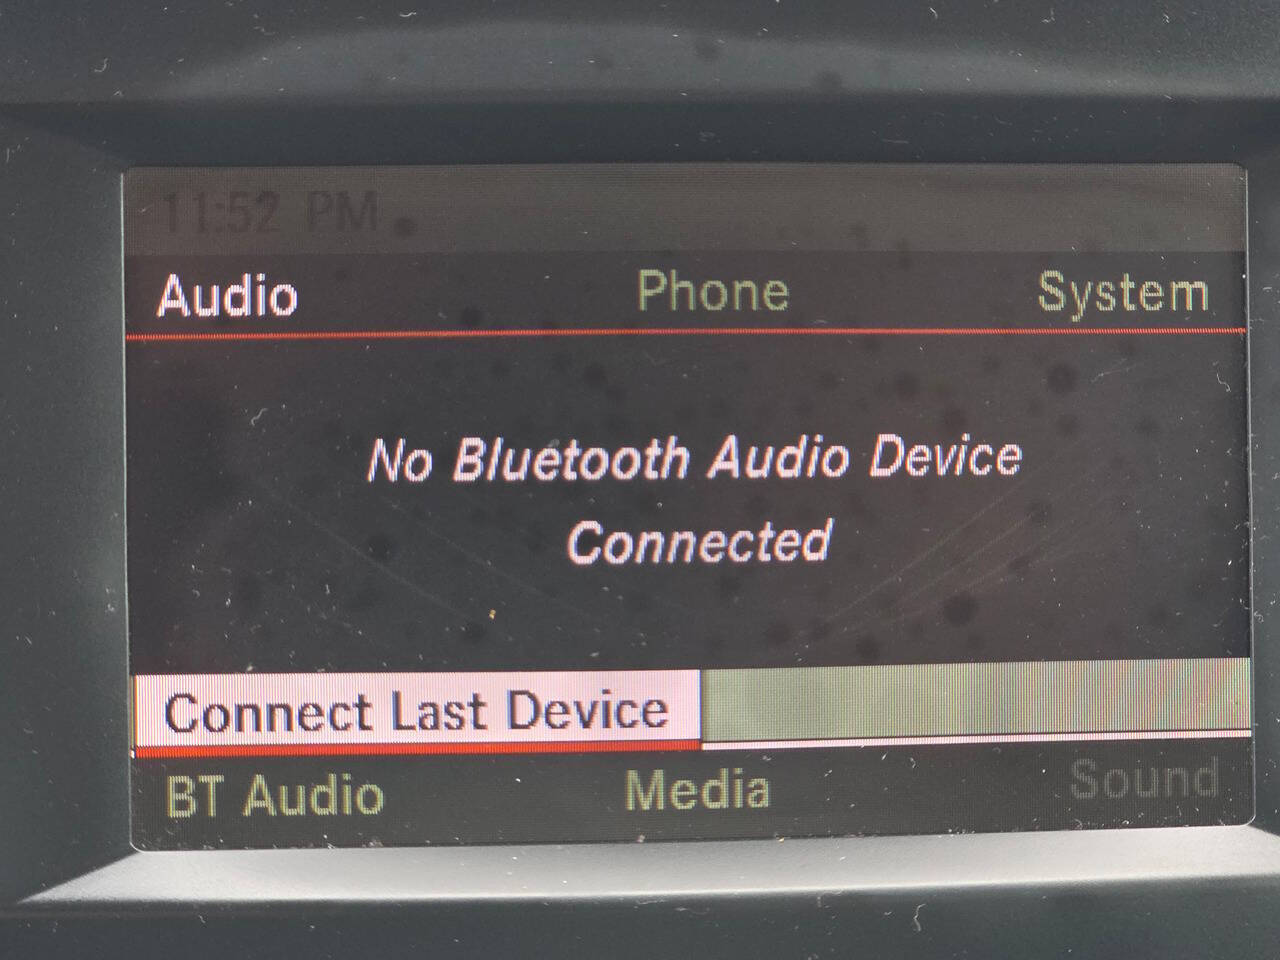 11:52 PM
Audio Phone System
No Bluetooth Audio Device
Connected
Connect Last Device
BT Audio Media Sound